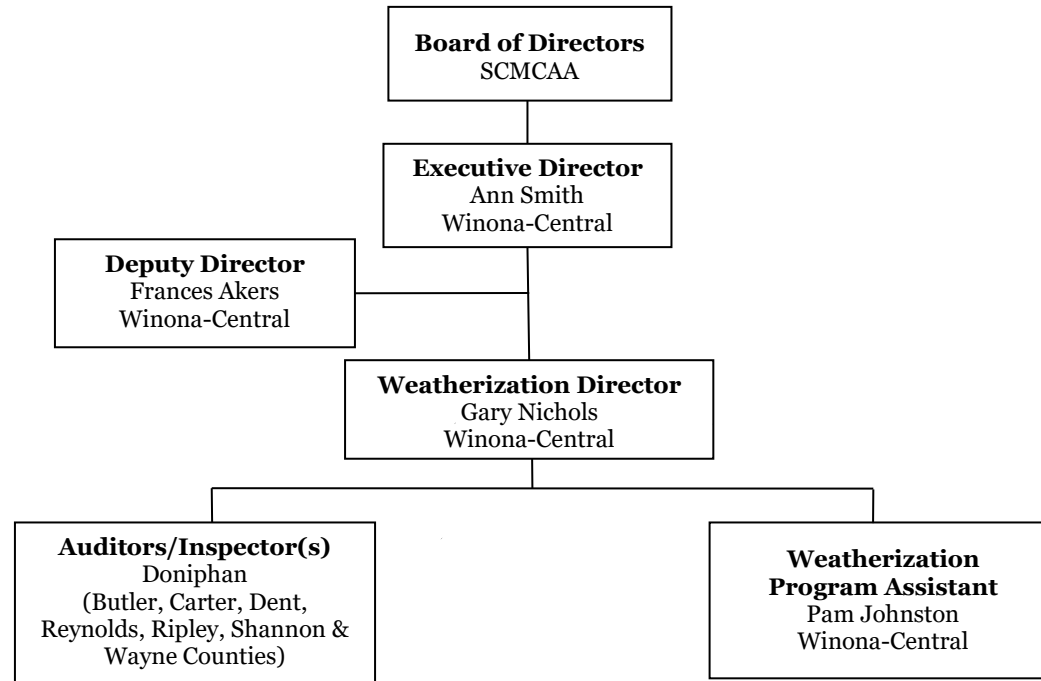 Board of Directors
SCMCAA
Executive Director
Ann Smith
Winona-Central
Deputy Director
Frances Akers
Winona-Central
Weatherization Director
Gary Nichols
Winona-Central
Auditors/Inspector(s)
Doniphan
(Butler, Carter, Dent,
Reynolds, Ripley, Shannon &
Wayne Counties)
Weatherization
Program Assistant
Pam Johnston
Winona-Central